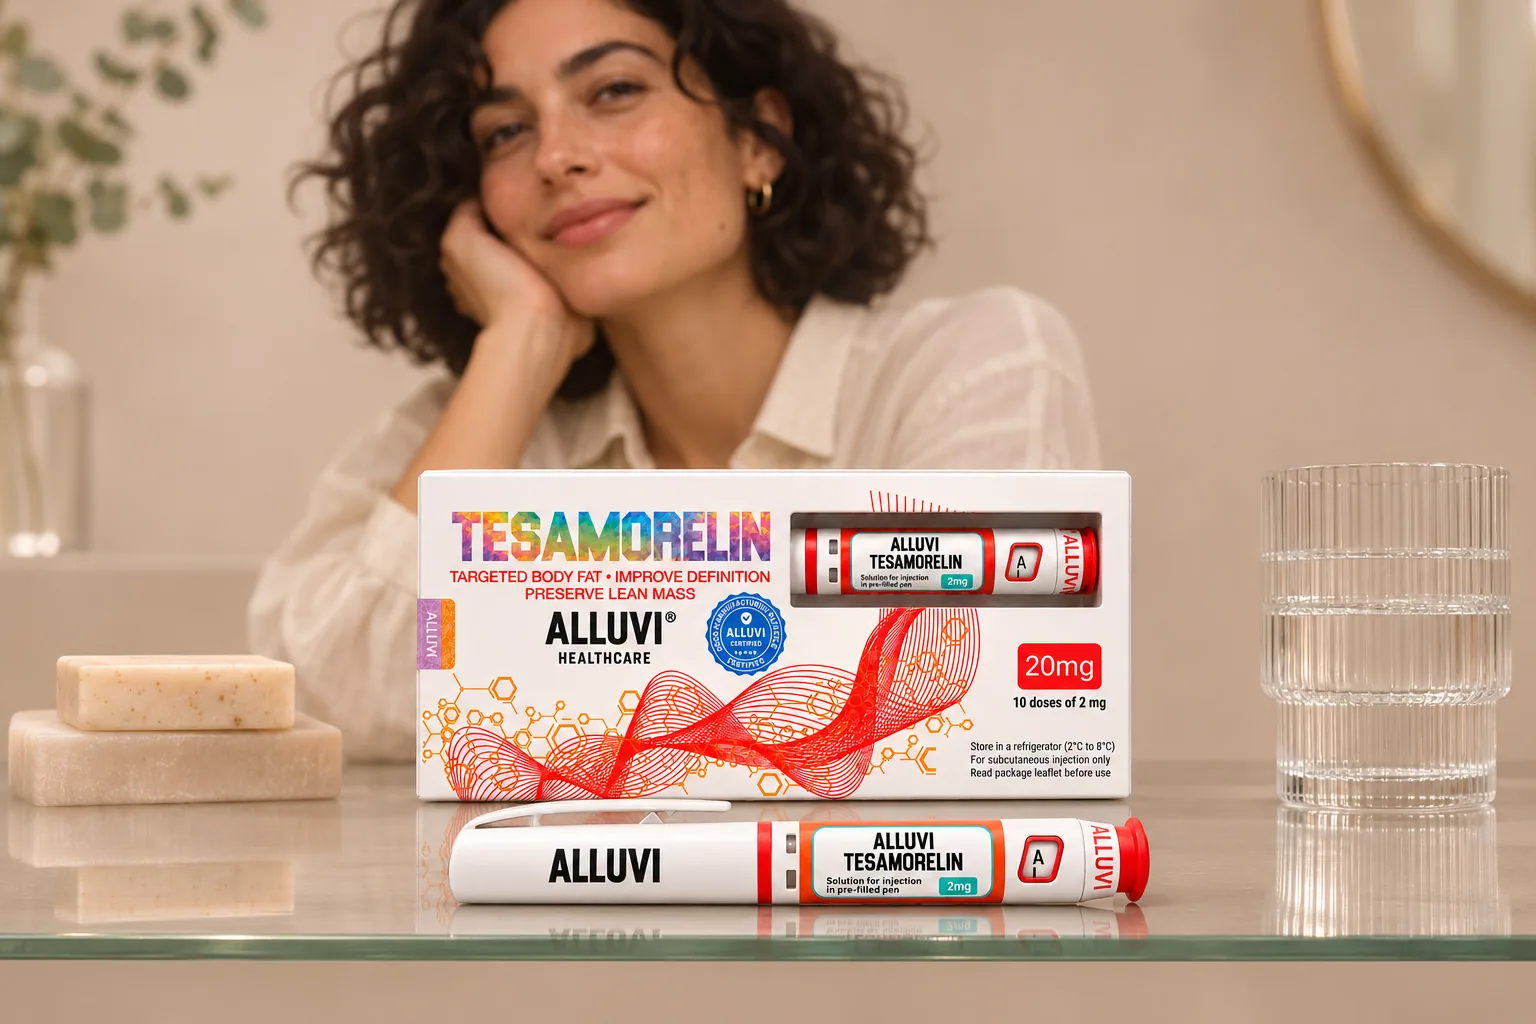 TESAMORELIN
TARGETED BODY FAT • IMPROVE DEFINITION
PRESERVE LEAN MASS
ALLUVI®
HEALTHCARE
ALLUVI
ALLUVI
CERTIFIED
CERTIFIED
ALLUVI
TESAMORELIN
Solution for injection
in pre-filled pen
2mg
A
ALLUVI
20mg
10 doses of 2 mg
Store in a refrigerator (2°C to 8°C)
For subcutaneous injection only
Read package leaflet before use
ALLUVI
ALLUVI
TESAMORELIN
Solution for injection
in pre-filled pen
2mg
A
ALLUVI